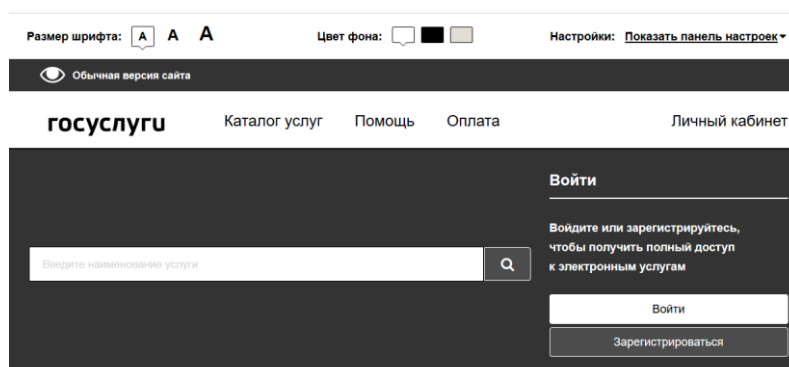 Размер шрифта: A A A Цвет фона: Настройки: Показать панель настроек
Обычная версия сайта
госуслуги Каталог услуг Помощь Оплата Личный кабинет
Войти
Войдите или зарегистрируйтесь,
чтобы получить полный доступ
к электронным услугам
Введите наименование услуги
Войти
Зарегистрироваться